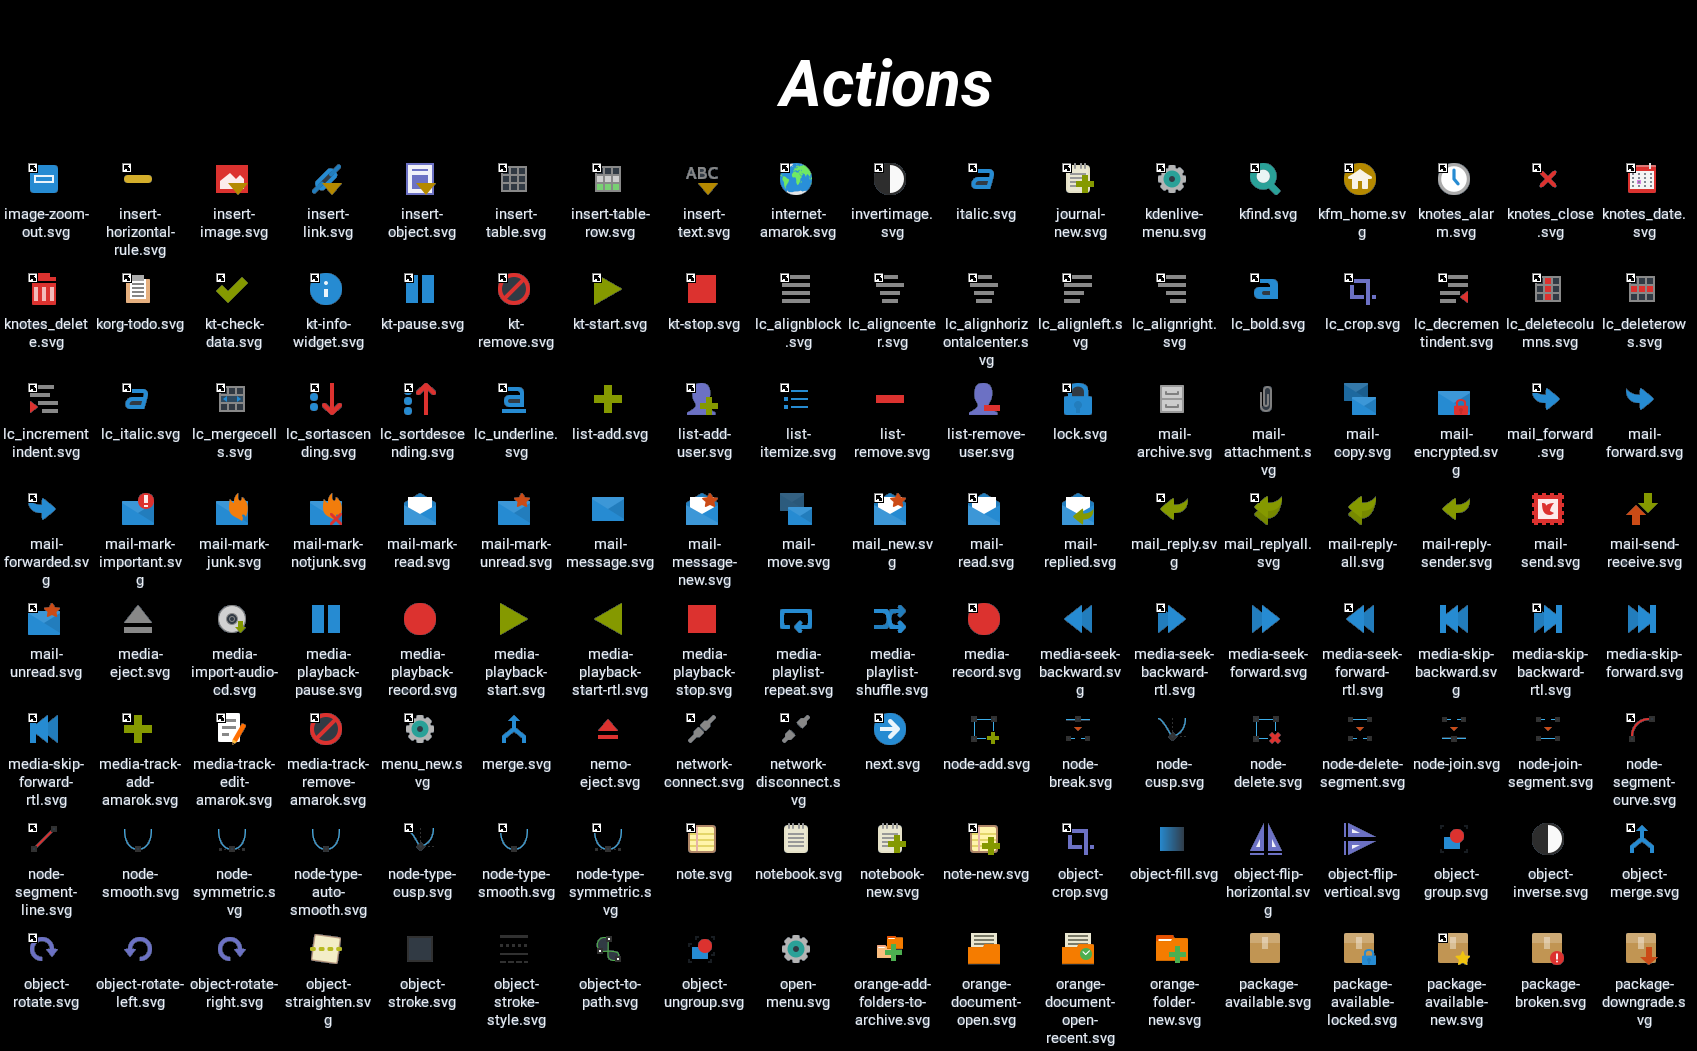 Actions
ABC
image-zoom-out.svg insert-horizontal-rule.svg insert-image.svg insert-link.svg insert-object.svg insert-table.svg insert-table-row.svg insert-text.svg internet-amarok.svg invertimage.svg italic.svg journal-new.svg kdenlive-menu.svg kfind.svg kfm_home.svg knotes_alarm.svg knotes_close.svg knotes_date.svg
knotes_delete.svg korg-todo.svg kt-check-data.svg kt-info-widget.svg kt-pause.svg kt-remove.svg kt-start.svg kt-stop.svg lc_alignblock.svg lc_aligncenter.svg lc_alignhorizontalcenter.svg lc_alignleft.svg lc_alignright.svg lc_bold.svg lc_crop.svg lc_decrementindent.svg lc_deletecolumns.svg lc_deleterows.svg
lc_incrementindent.svg lc_italic.svg lc_mergecells.svg lc_sortascending.svg lc_sortdescending.svg lc_underline.svg list-add.svg list-add-user.svg list-itemize.svg list-remove.svg list-remove-user.svg lock.svg mail-archive.svg mail-attachment.svg mail-copy.svg mail-encrypted.svg mail_forward.svg mail-forward.svg
mail-forwarded.svg mail-mark-important.svg mail-mark-junk.svg mail-mark-notjunk.svg mail-mark-read.svg mail-mark-unread.svg mail-message.svg mail-message-new.svg mail-move.svg mail_new.svg mail-read.svg mail-replied.svg mail_reply.svg mail_replyall.svg mail-reply-all.svg mail-reply-sender.svg mail-send.svg mail-send-receive.svg
mail-unread.svg media-eject.svg media-import-audio-cd.svg media-playback-pause.svg media-playback-record.svg media-playback-start.svg media-playback-start-rtl.svg media-playback-stop.svg media-playlist-repeat.svg media-playlist-shuffle.svg media-record.svg media-seek-backward.svg media-seek-backward-rtl.svg media-seek-forward.svg media-seek-forward-rtl.svg media-skip-backward.svg media-skip-backward-rtl.svg media-skip-forward.svg
media-skip-forward-rtl.svg media-track-add-amarok.svg media-track-edit-amarok.svg media-track-remove-amarok.svg menu_new.svg merge.svg nemo-eject.svg network-connect.svg network-disconnect.svg next.svg node-add.svg node-break.svg node-cusp.svg node-delete.svg node-delete-segment.svg node-join.svg node-join-segment.svg node-segment-curve.svg
node-segment-line.svg node-smooth.svg node-symmetric.svg node-type-auto-smooth.svg node-type-cusp.svg node-type-smooth.svg node-type-symmetric.svg note.svg notebook.svg notebook-new.svg note-new.svg object-crop.svg object-fill.svg object-flip-horizontal.svg object-flip-vertical.svg object-group.svg object-inverse.svg object-merge.svg
object-rotate.svg object-rotate-left.svg object-rotate-right.svg object-straighten.svg object-stroke.svg object-stroke-style.svg object-to-path.svg object-ungroup.svg open-menu.svg orange-add-folders-to-archive.svg orange-document-open.svg orange-document-open-recent.svg orange-folder-new.svg package-available.svg package-available-locked.svg package-available-new.svg package-broken.svg package-downgrade.svg